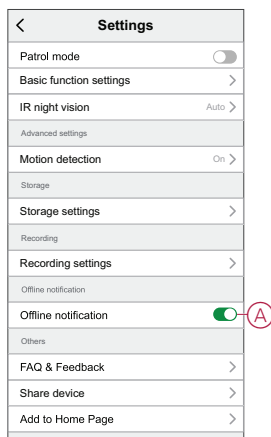 Settings
Patrol mode
Basic function settings
IR night vision Auto
Advanced settings
Motion detection On
Storage
Storage settings
Recording
Recording settings
Offline notification
Offline notification A
Others
FAQ & Feedback
Share device
Add to Home Page